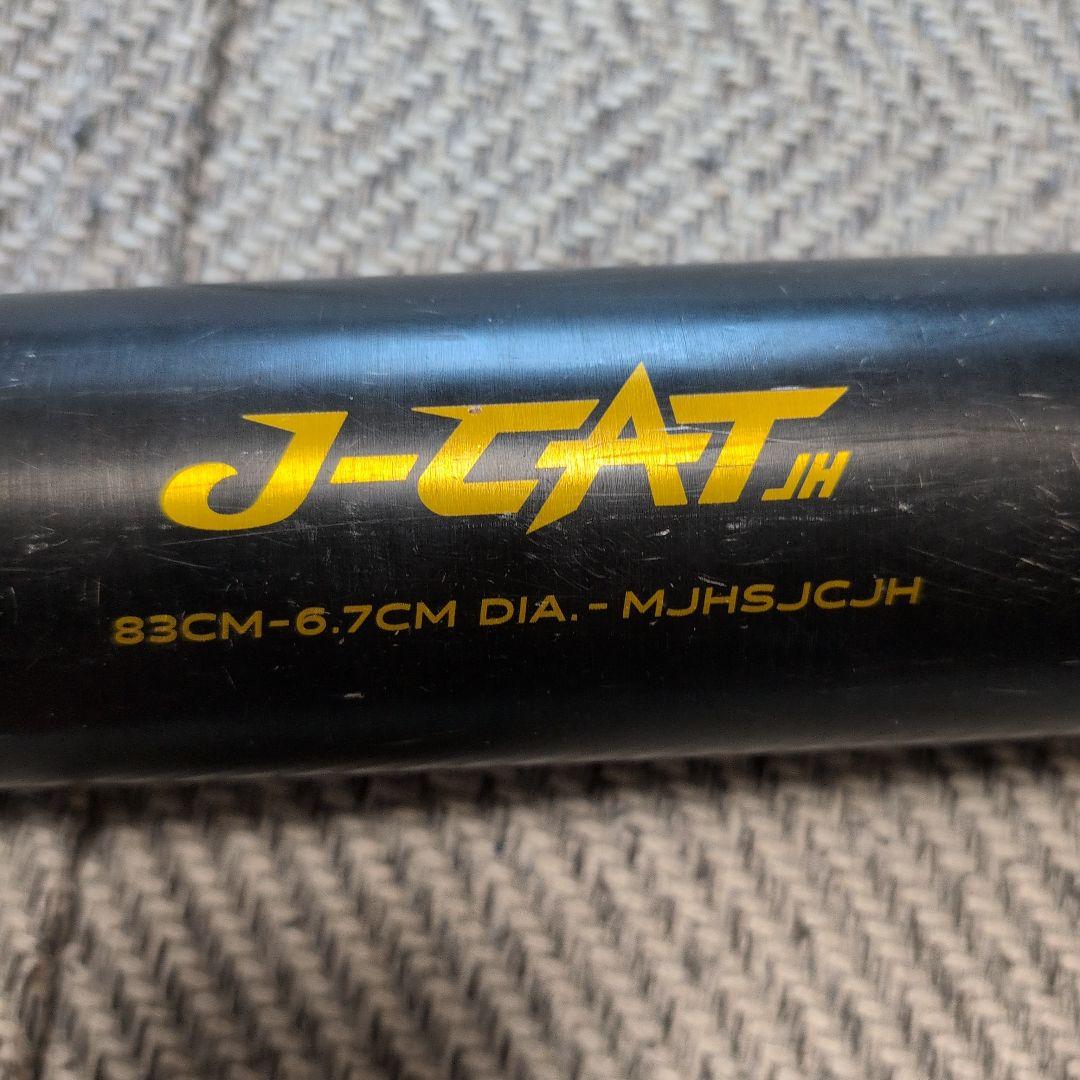 J-CAT JH
83CM-6.7CM DIA. - MJHSJCJH